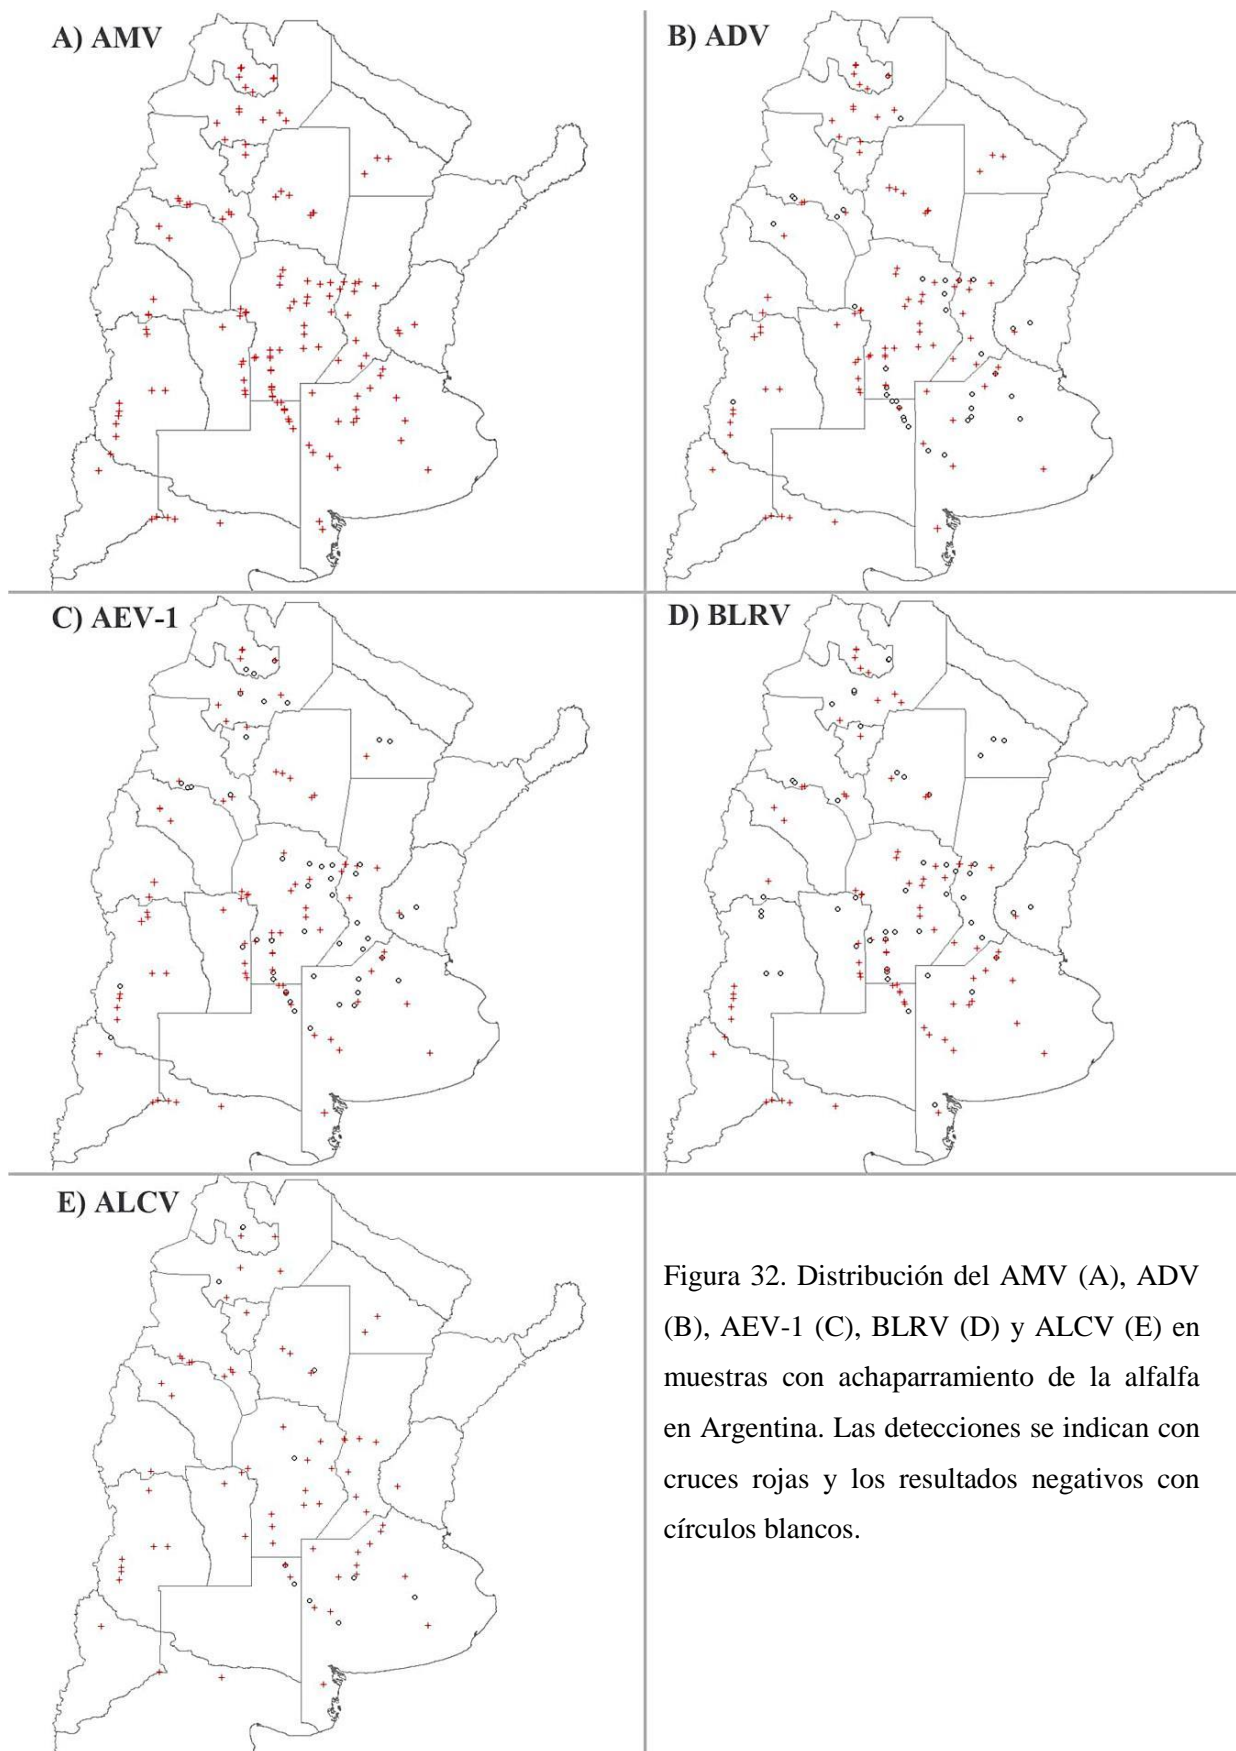 A) AMV
B) ADV
C) AEV-1
D) BLRV
E) ALCV
Figura 32. Distribución del AMV (A), ADV
(B), AEV-1 (C), BLRV (D) y ALCV (E) en
muestras con achaparramiento de la alfalfa
en Argentina. Las detecciones se indican con
cruces rojas y los resultados negativos con
círculos blancos.